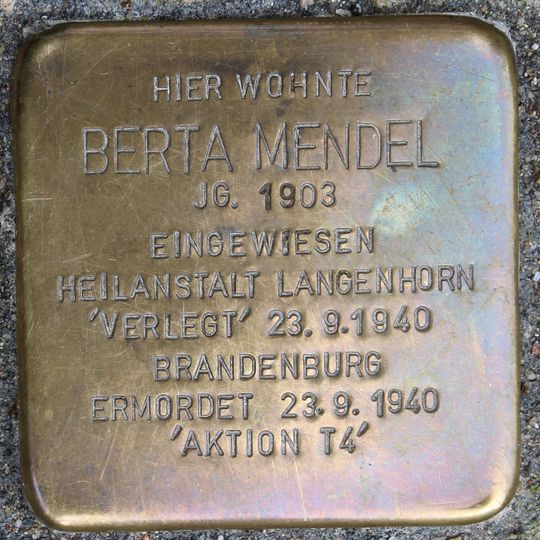 HIER WOHNTE
BERTA MENDEL
JG. 1903
EINGEWIESEN
HEILANSTALT LANGENHORN
'VERLEGT' 23.9.1940
BRANDENBURG
ERMORDET 23.9.1940
'AKTION T4'